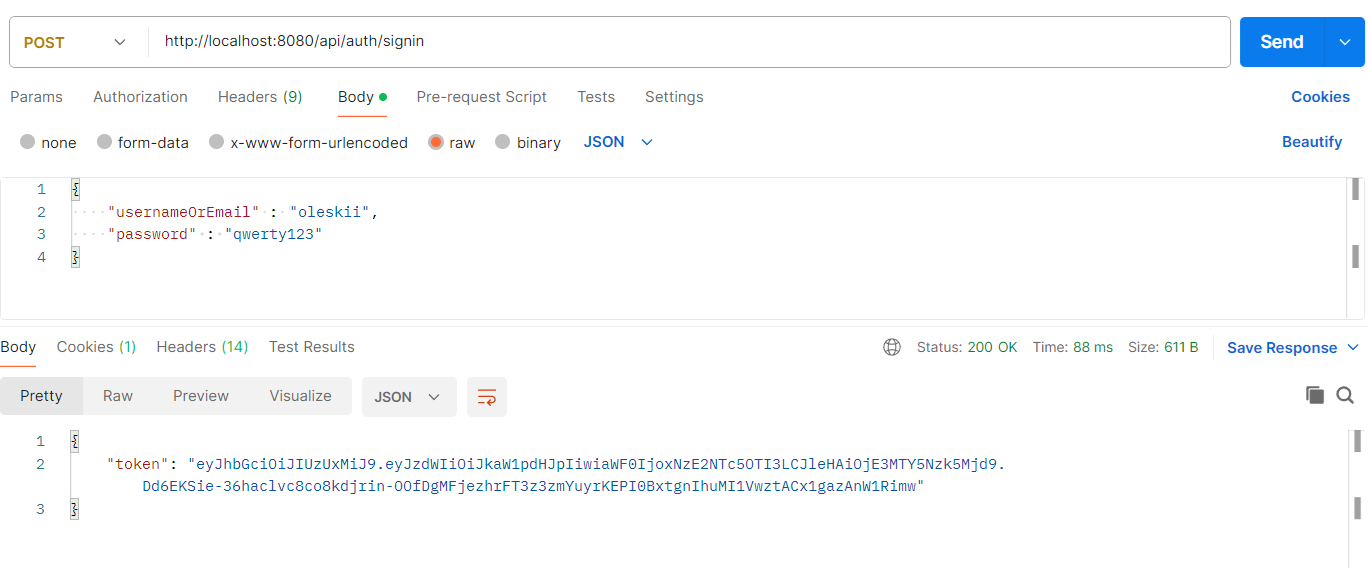 POST http://localhost:8080/api/auth/signin Send
Params Authorization Headers (9) Body Pre-request Script Tests Settings Cookies
none form-data x-www-form-urlencoded raw binary JSON Beautify
1 {
2 "usernameOrEmail" : "oleskii",
3 "password" : "qwerty123"
4 }
Body Cookies (1) Headers (14) Test Results Status: 200 OK Time: 88 ms Size: 611 B Save Response
Pretty Raw Preview Visualize JSON
1 {
2 "token": "eyJhbGciOiJIUzUxMiJ9.eyJzdWIiOiJkaW1pdHJpIiwiaWF0IjoxNzE2NTc5OTI3LCJleHAiOjE3MTY5Nzk5Mjd9.
Dd6EKSie-36haclvc8co8kdjrin-OOfDgMFjezhrFT3z3zmYuyrKEPI0BxtgnIhuMI1VwztACx1gazAnW1Rimw"
3 }